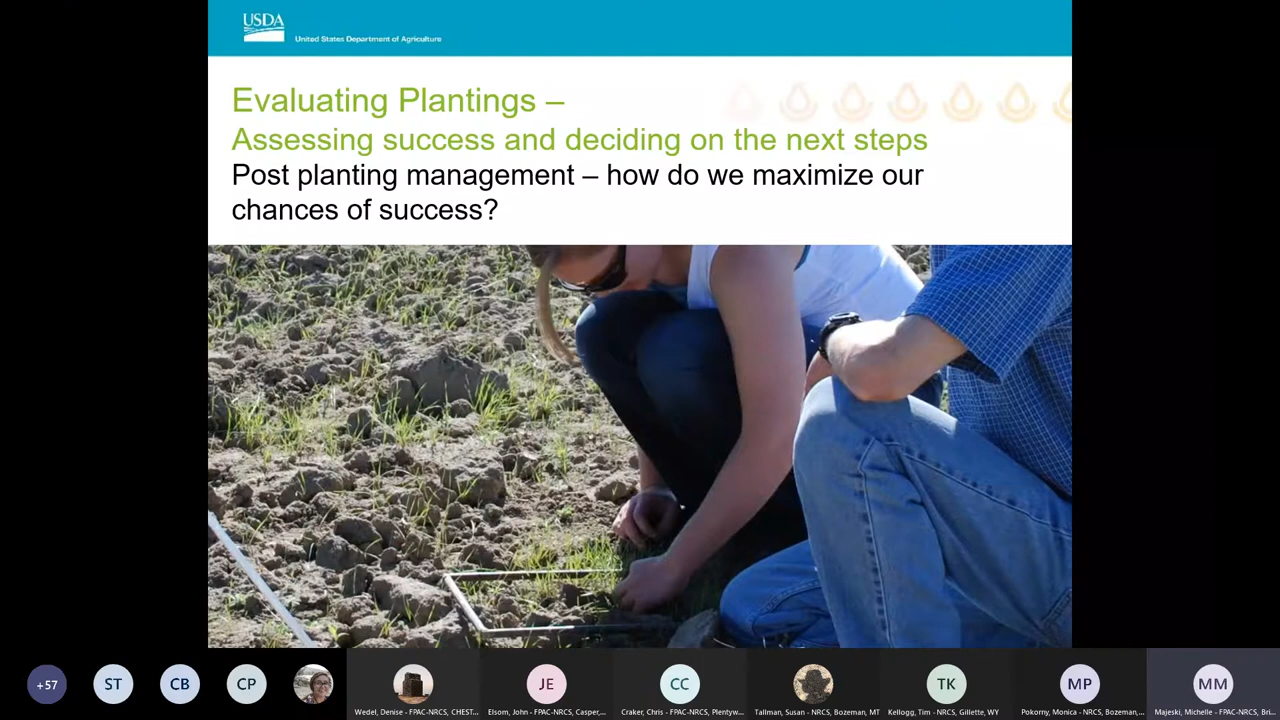 USDA
United States Department of Agriculture
Evaluating Plantings –
Assessing success and deciding on the next steps
Post planting management – how do we maximize our
chances of success?
+57
ST
CB
CP
JE
CC
TK
MP
MM
Wedel, Denise - FPAC-NRCS, CHEST...
Elsom, John - FPAC-NRCS, Casper,...
Craker, Chris - FPAC-NRCS, Plentyw...
Tallman, Susan - NRCS, Bozeman, MT
Kellogg, Tim - NRCS, Gillette, WY
Pokorny, Monica - NRCS, Bozeman,...
Majeski, Michelle - FPAC-NRCS, Bri...